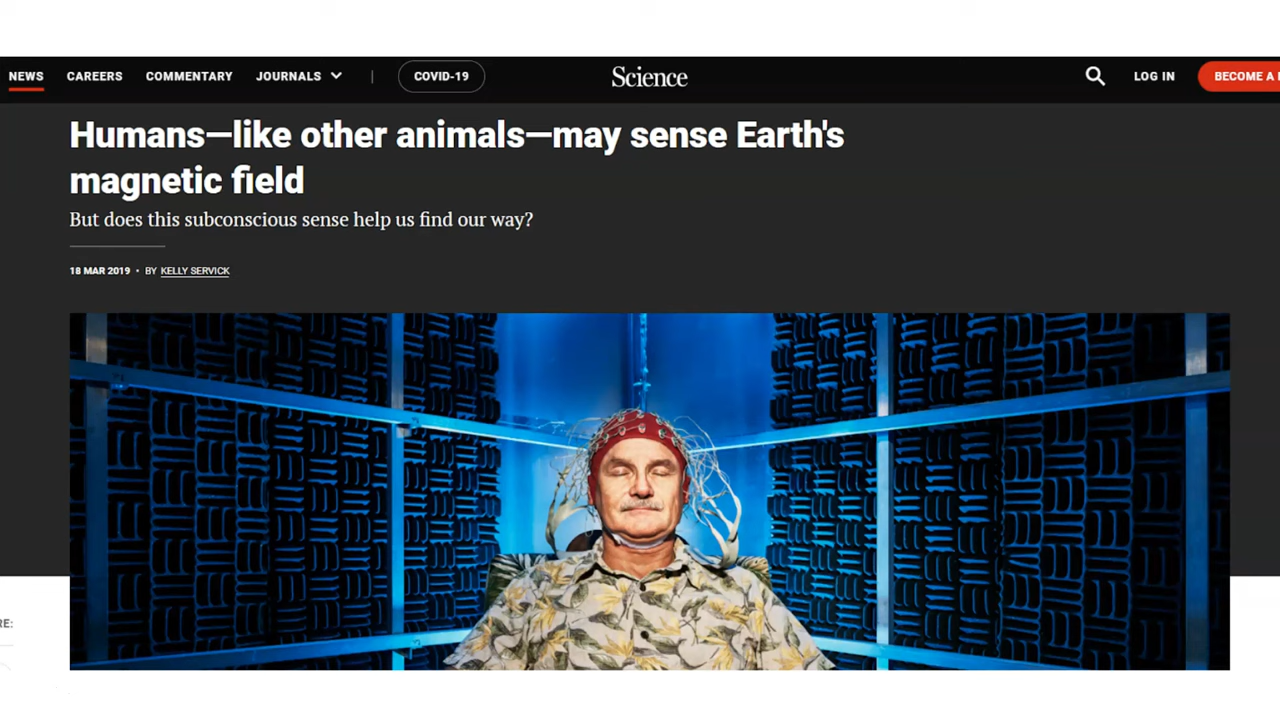 NEWS CAREERS COMMENTARY JOURNALS | COVID-19 Science LOG IN BECOME A
Humans—like other animals—may sense Earth's
magnetic field
But does this subconscious sense help us find our way?
18 MAR 2019 • BY KELLY SERVICK
RE: